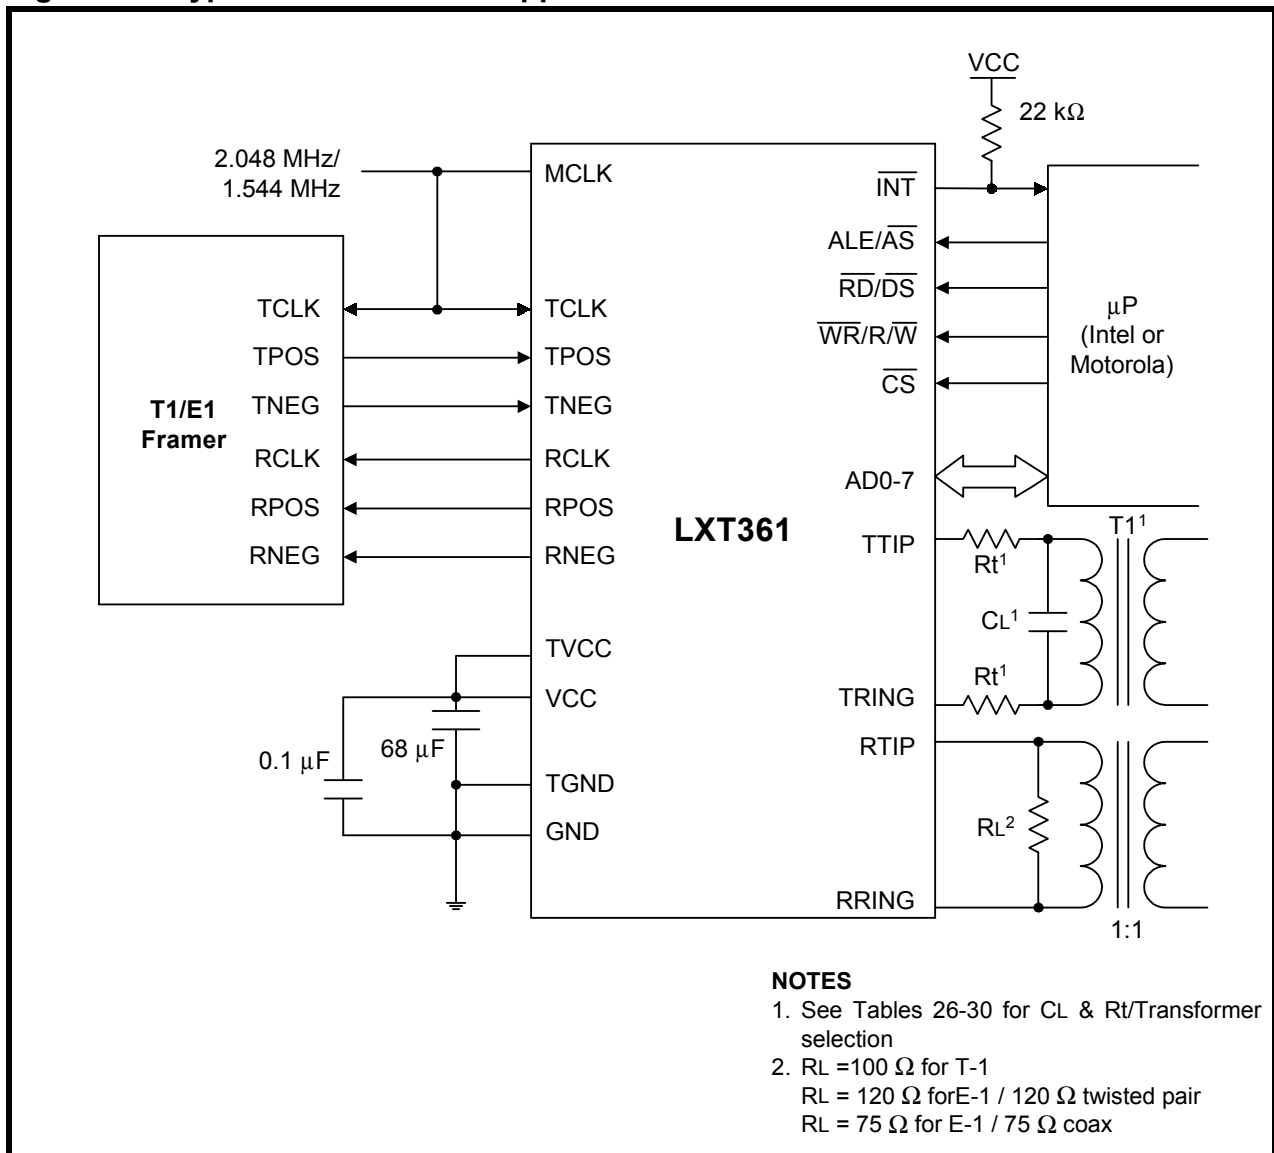 VCC
22 kΩ
2.048 MHz/
1.544 MHz
MCLK
INT
ALE/AS
RD/DS
WR/R/W
CS
AD0-7
µP
(Intel or
Motorola)
T1/E1
Framer
TCLK
TPOS
TNEG
RCLK
RPOS
RNEG
TCLK
TPOS
TNEG
RCLK
RPOS
RNEG
LXT361
TTIP
Rt¹
T1¹
CL¹
Rt¹
TRING
TVCC
VCC
68 µF
0.1 µF
TGND
GND
RTIP
RL²
RRING
1:1
NOTES
1. See Tables 26-30 for CL & Rt/Transformer
selection
2. RL =100 Ω for T-1
RL = 120 Ω forE-1 / 120 Ω twisted pair
RL = 75 Ω for E-1 / 75 Ω coax